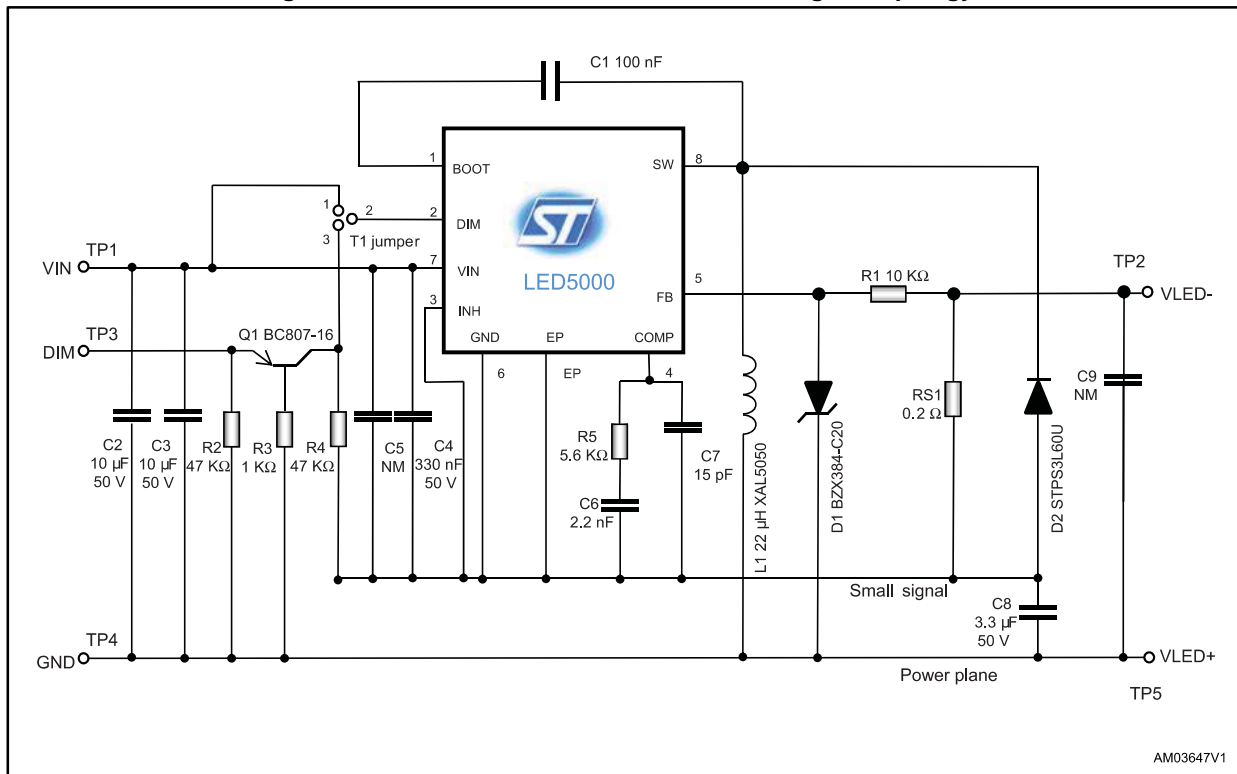 C1 100 nF
1
BOOT
SW
8
ST
LED5000
1
2
3
T1 jumper
2
DIM
7
VIN
3
INH
5
FB
GND
EP
COMP
6
EP
4
TP1
VIN
TP3
DIM
Q1 BC807-16
R1 10 KΩ
TP2
VLED-
C2
10 µF
50 V
C3
10 µF
50 V
R2
47 KΩ
R3
1 KΩ
R4
47 KΩ
C5
NM
C4
330 nF
50 V
R5
5.6 KΩ
C6
2.2 nF
C7
15 pF
L1 22 µH XAL5050
D1 BZX384-C20
RS1
0.2 Ω
D2 STPS3L60U
C9
NM
Small signal
C8
3.3 µF
50 V
TP4
GND
Power plane
VLED+
TP5
AM03647V1